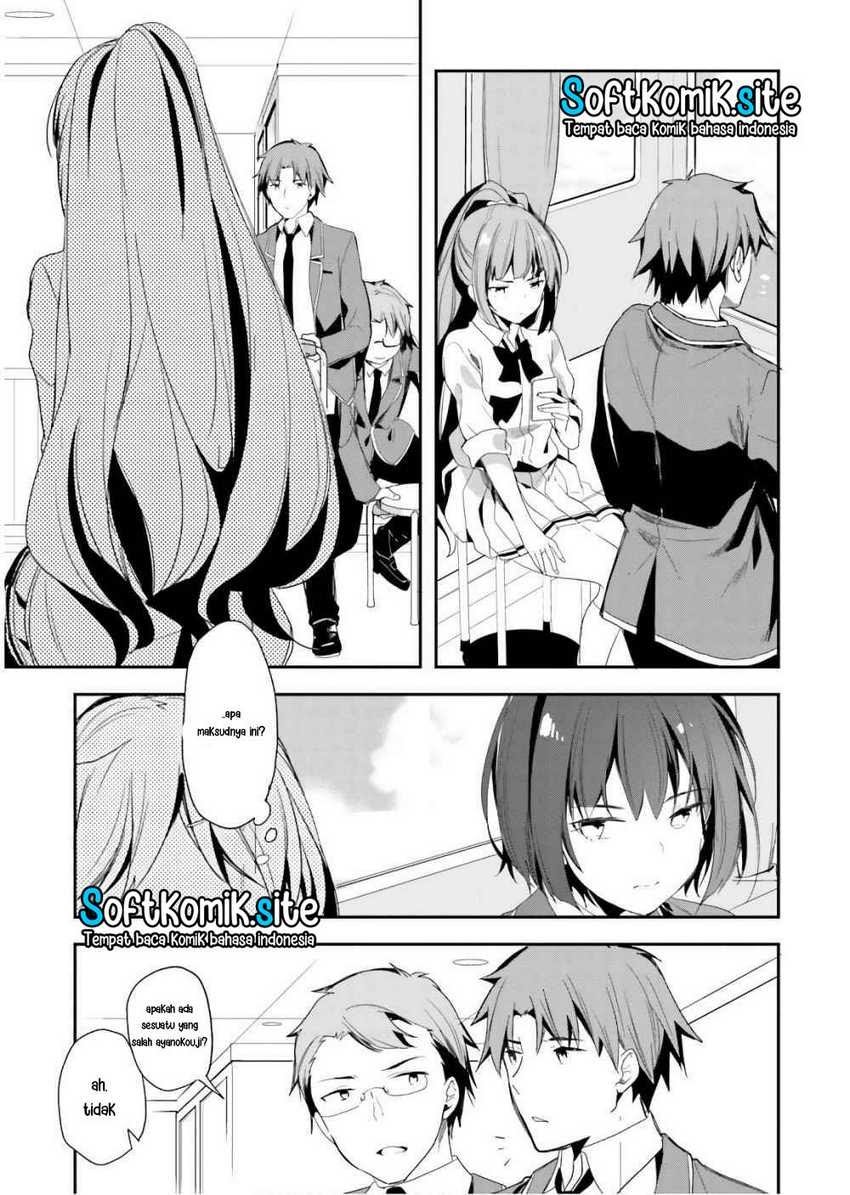 SoftKomik.site
Tempat baca Komik bahasa indonesia
..apa
maksudnya ini?
SoftKomik.site
Tempat baca Komik bahasa indonesia
apakah ada
sesuatu yang
salah ayanokouji?
ah.
tidak